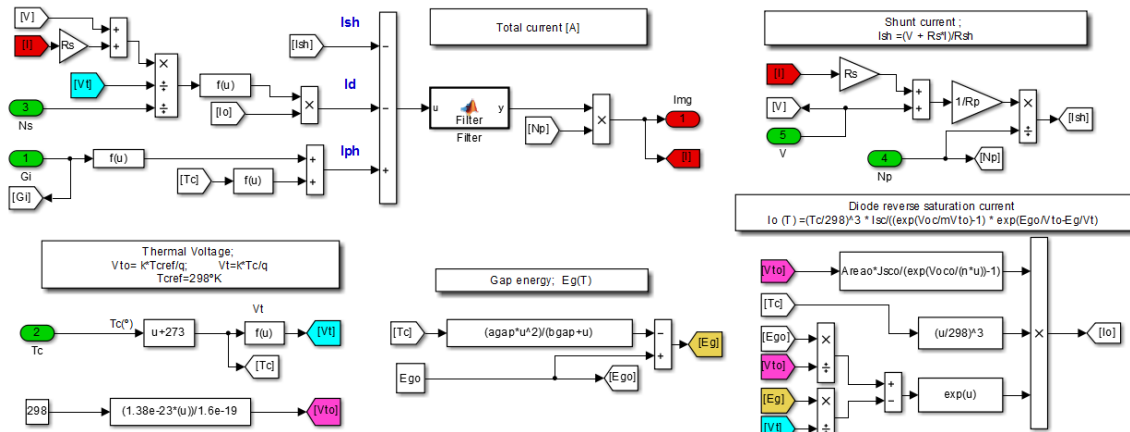 [V]
[I]
Rs
[Vt]
3
Ns
f(u)
[Io]
1
Gi
f(u)
[Gi]
[Tc]
f(u)
Ish
[Ish]
Id
Iph
Total current [A]
u
Filter
y
Filter
[Np]
Img
1
[I]
Shunt current ;
Ish =(V + Rs*I)/Rsh
[I]
Rs
[V]
5
V
1/Rp
[Ish]
4
Np
[Np]
Thermal Voltage;
Vto= k*Tcref/q; Vt=k*Tc/q
Tcref=298°K
2
Tc
Tc(°)
u+273
Vt
f(u)
[Vt]
[Tc]
298
(1.38e-23*(u))/1.6e-19
[Vto]
Gap energy; Eg(T)
[Tc]
(agap*u^2)/(bgap+u)
[Eg]
Ego
[Ego]
Diode reverse saturation current
Io (T) =(Tc/298)^3 * Isc/((exp(Voc/mVto)-1) * exp(Ego/Vto-Eg/Vt)
[Vto]
Areao*Jsco/(exp(Voco/(n*u))-1)
[Tc]
(u/298)^3
[Ego]
[Vto]
[Eg]
[Vt]
exp(u)
[Io]